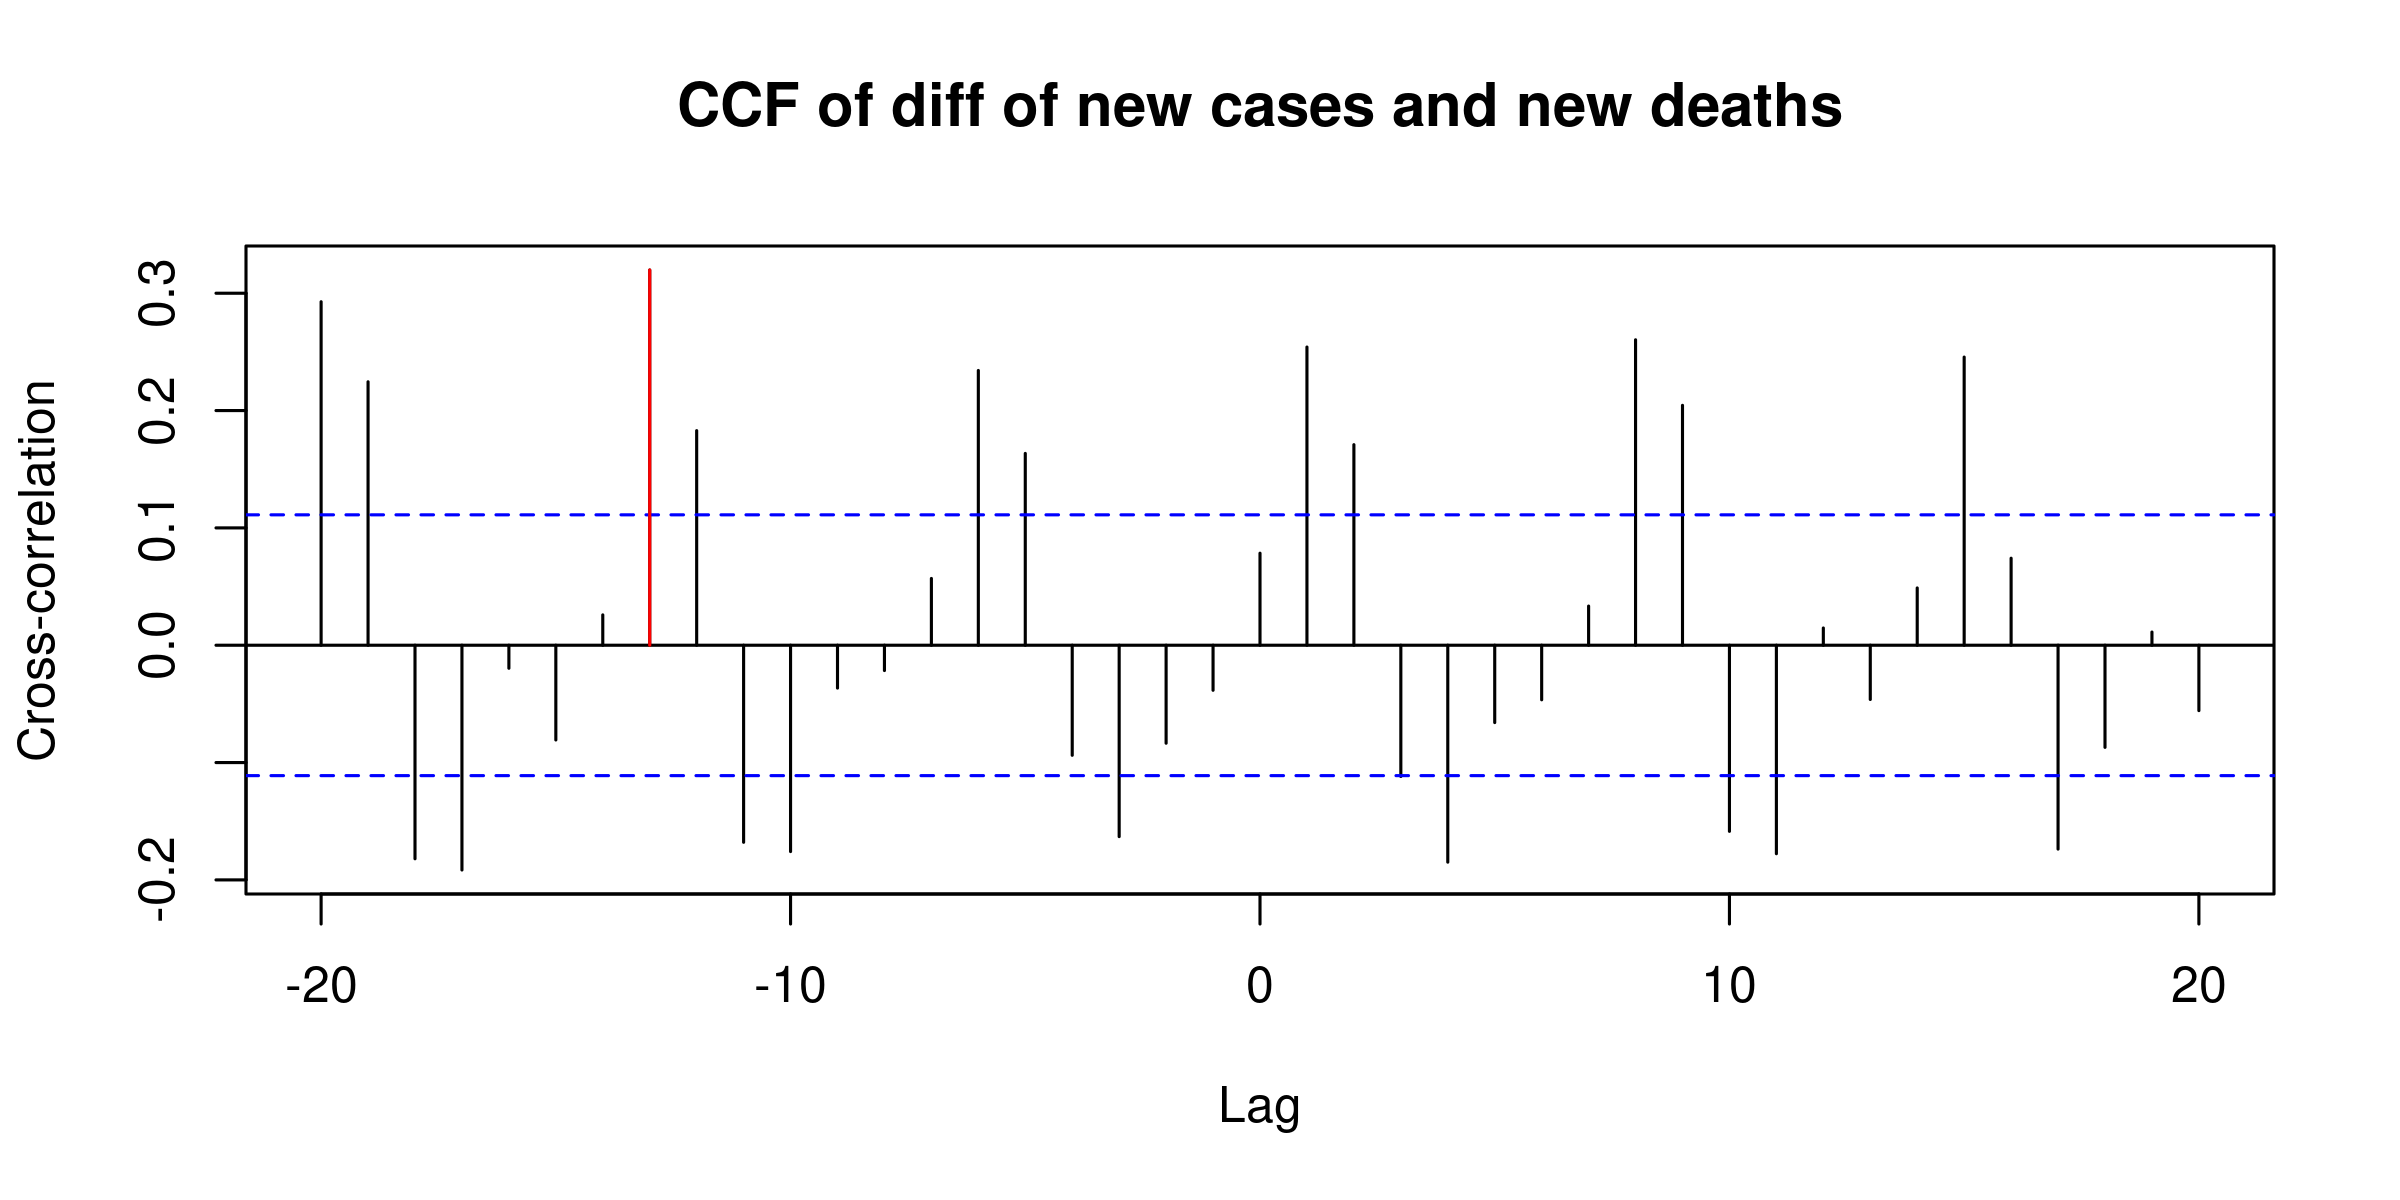 CCF of diff of new cases and new deaths
Cross-correlation
0.3
0.2
0.1
0.0
-0.2
-20 -10 0 10 20
Lag